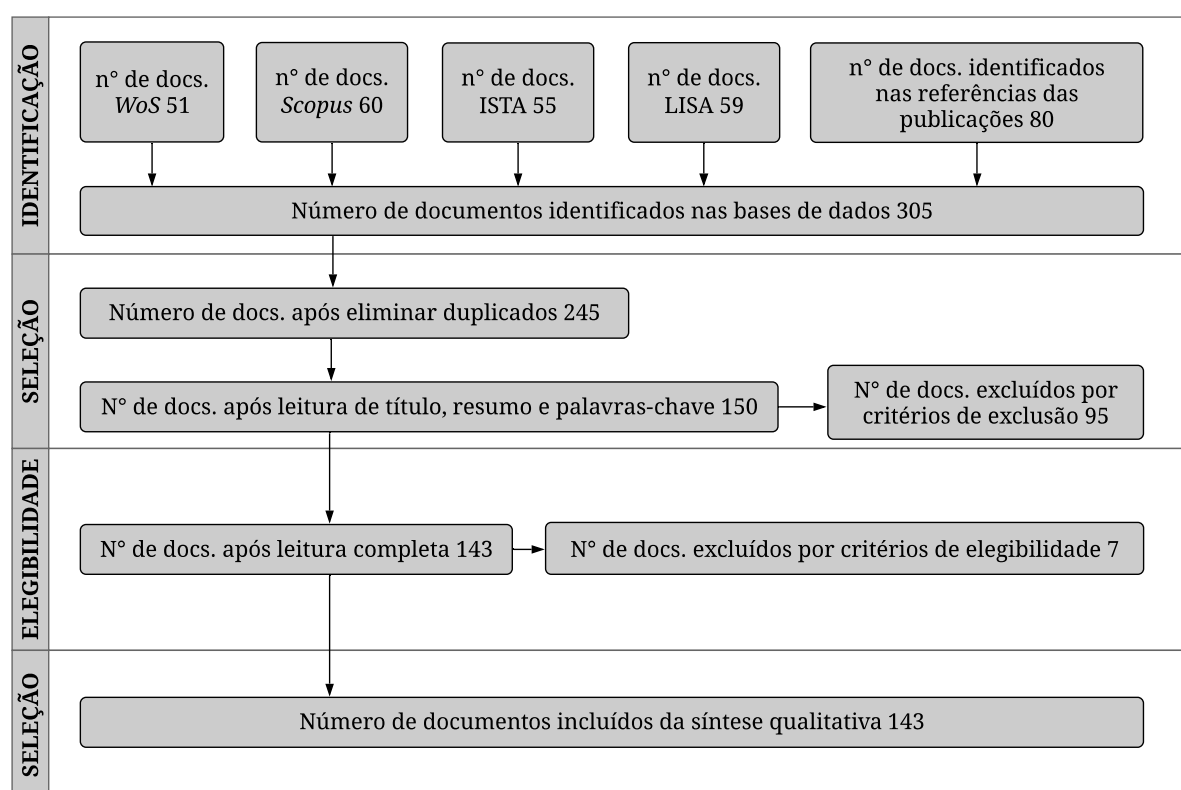 IDENTIFICAÇÃO
n° de docs.
WoS 51
n° de docs.
Scopus 60
n° de docs.
ISTA 55
n° de docs.
LISA 59
n° de docs. identificados
nas referências das
publicações 80
Número de documentos identificados nas bases de dados 305
SELEÇÃO
Número de docs. após eliminar duplicados 245
N° de docs. após leitura de título, resumo e palavras-chave 150
N° de docs. excluídos por
critérios de exclusão 95
ELEGIBILIDADE
N° de docs. após leitura completa 143
N° de docs. excluídos por critérios de elegibilidade 7
SELEÇÃO
Número de documentos incluídos da síntese qualitativa 143